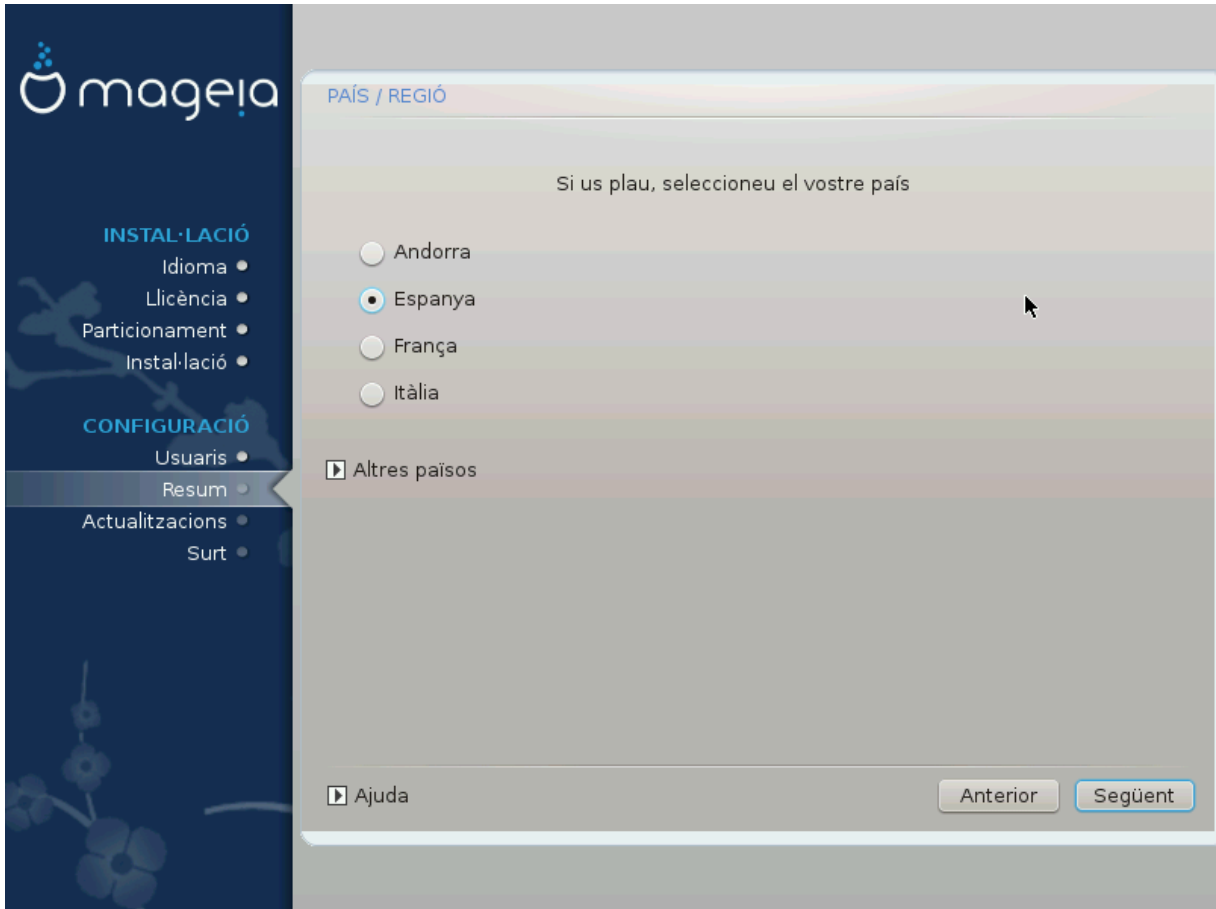 mageia
INSTAL·LACIÓ
Idioma
Llicència
Particionament
Instal·lació
CONFIGURACIÓ
Usuaris
Resum
Actualitzacions
Surt
PAÍS / REGIÓ
Si us plau, seleccioneu el vostre país
Andorra
Espanya
França
Itàlia
Altres països
Ajuda
Anterior
Següent